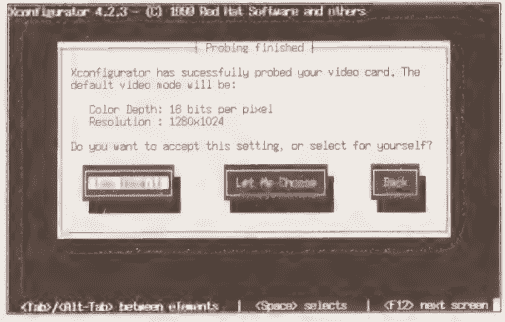 Xconfigurator 4.2.3 - (C) 1999 Red Hat Software and others
Probing finished
Xconfigurator has sucessfully probed your video card. The
default video mode will be:
Color Depth: 16 bits per pixel
Resolution : 1280x1024
Do you want to accept this setting, or select for yourself?
Use Default
Let Me Choose
Back
<Tab>/<Alt-Tab> between elements | <Space> selects | <F12> next screen